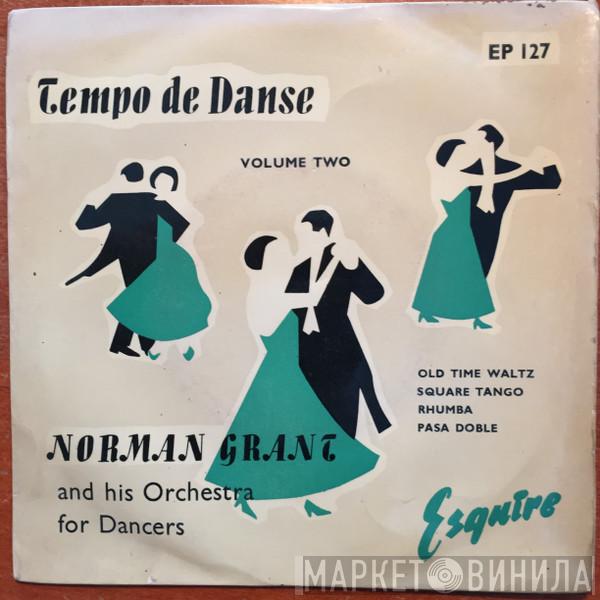 EP 127
Tempo de Danse
VOLUME TWO
OLD TIME WALTZ
SQUARE TANGO
RHUMBA
PASA DOBLE
NORMAN GRANT
and his Orchestra
for Dancers
Esquire
МАРКЕТ ВИНИЛА